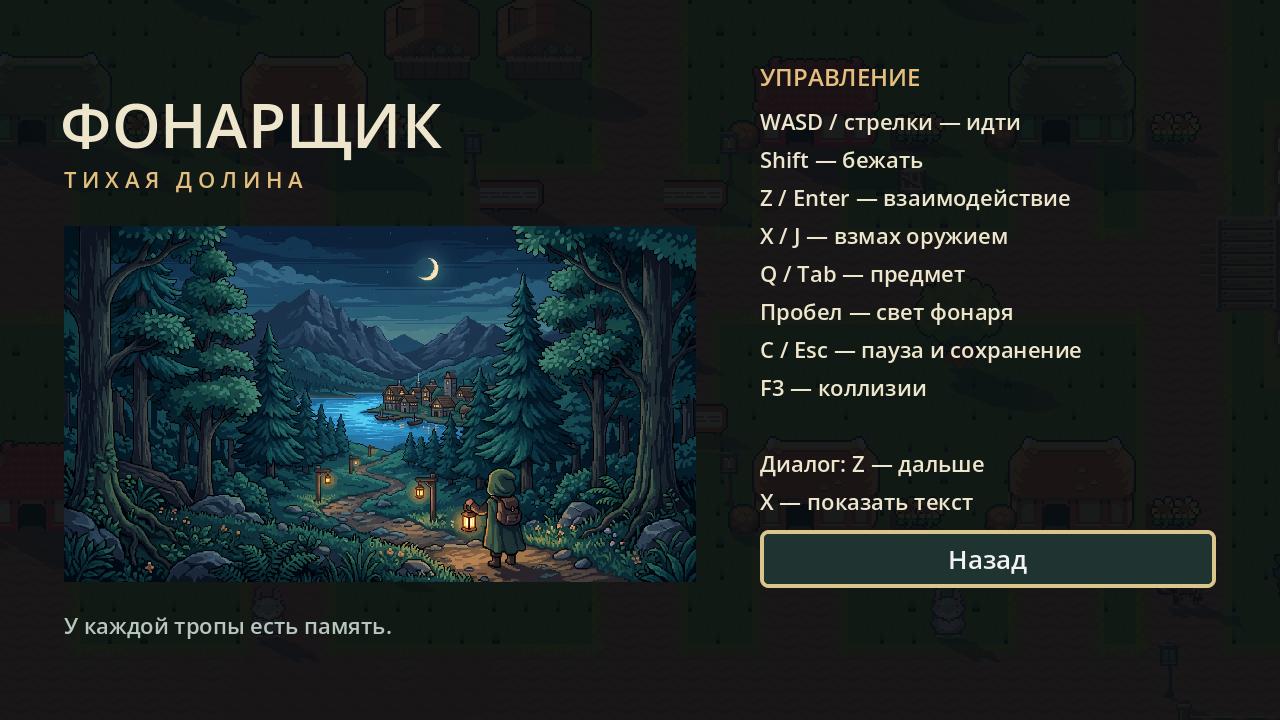 ФОНАРЩИК
ТИХАЯ ДОЛИНА
У каждой тропы есть память.
УПРАВЛЕНИЕ
WASD / стрелки — идти
Shift — бежать
Z / Enter — взаимодействие
X / J — взмах оружием
Q / Tab — предмет
Пробел — свет фонаря
C / Esc — пауза и сохранение
F3 — коллизии
Диалог: Z — дальше
X — показать текст
Назад